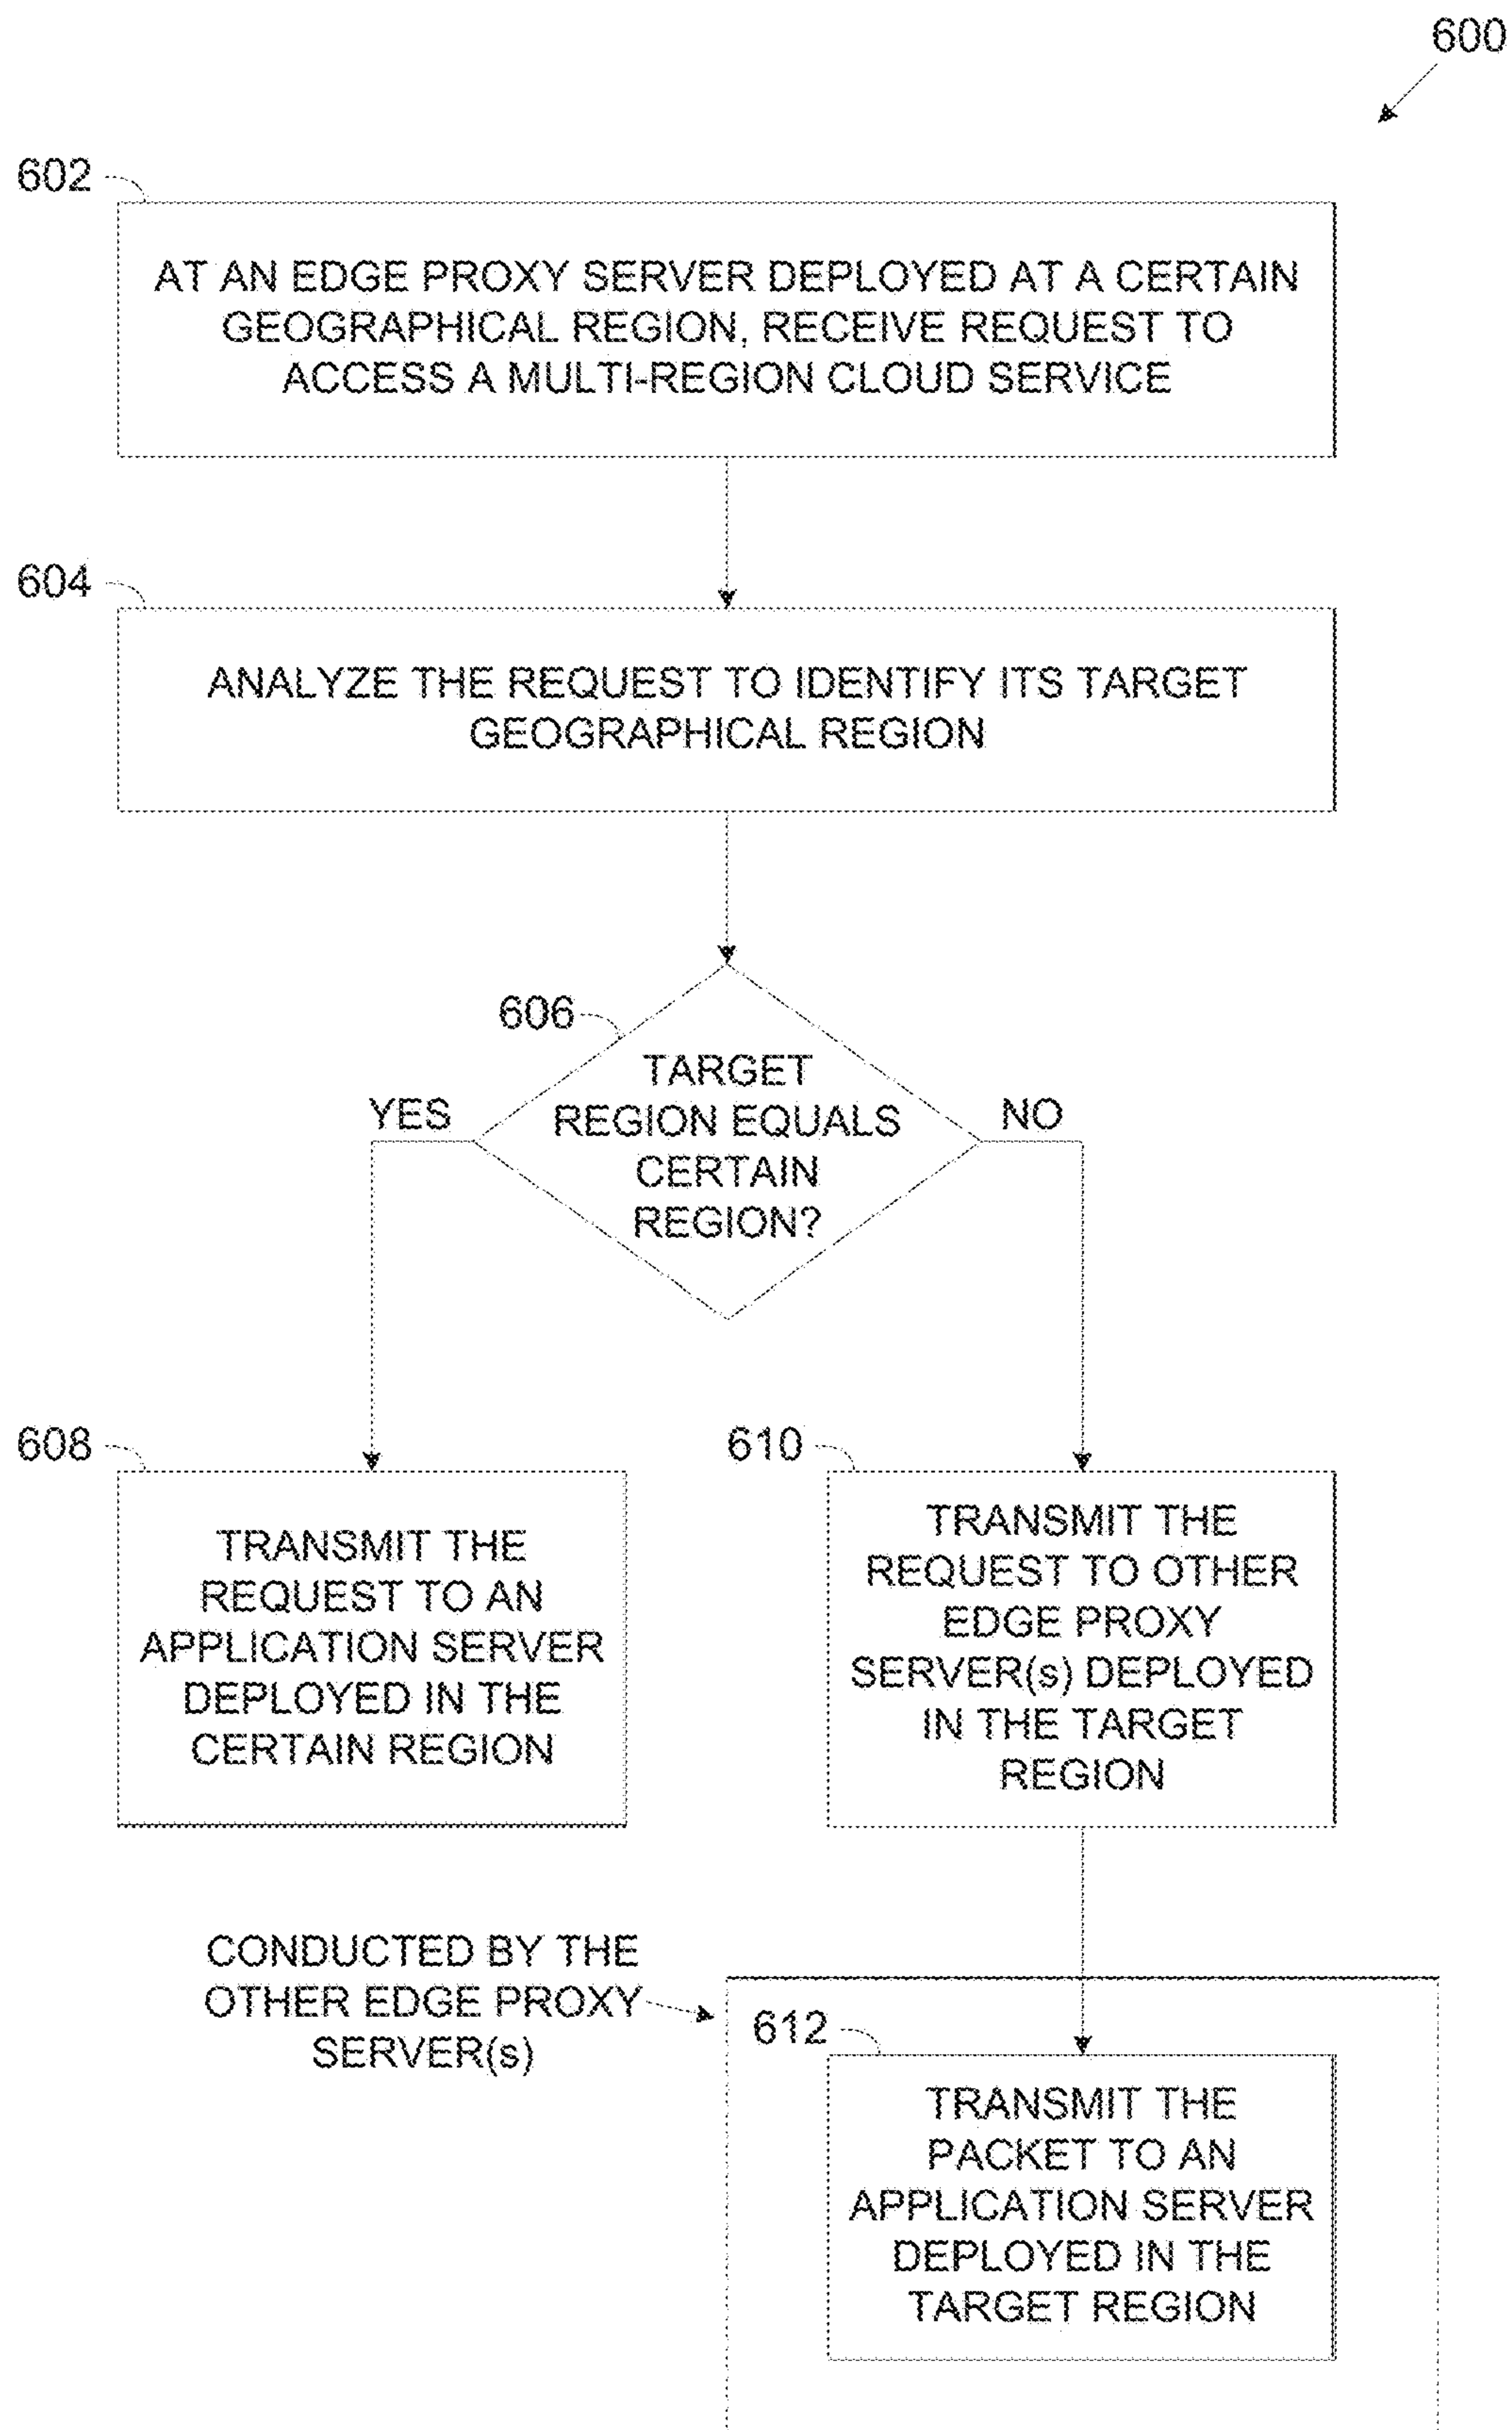 600
602
AT AN EDGE PROXY SERVER DEPLOYED AT A CERTAIN
GEOGRAPHICAL REGION, RECEIVE REQUEST TO
ACCESS A MULTI-REGION CLOUD SERVICE
604
ANALYZE THE REQUEST TO IDENTIFY ITS TARGET
GEOGRAPHICAL REGION
606
TARGET
REGION EQUALS
CERTAIN
REGION?
YES
NO
608
TRANSMIT THE
REQUEST TO AN
APPLICATION SERVER
DEPLOYED IN THE
CERTAIN REGION
610
TRANSMIT THE
REQUEST TO OTHER
EDGE PROXY
SERVER(s) DEPLOYED
IN THE TARGET
REGION
CONDUCTED BY THE
OTHER EDGE PROXY
SERVER(s)
612
TRANSMIT THE
PACKET TO AN
APPLICATION SERVER
DEPLOYED IN THE
TARGET REGION